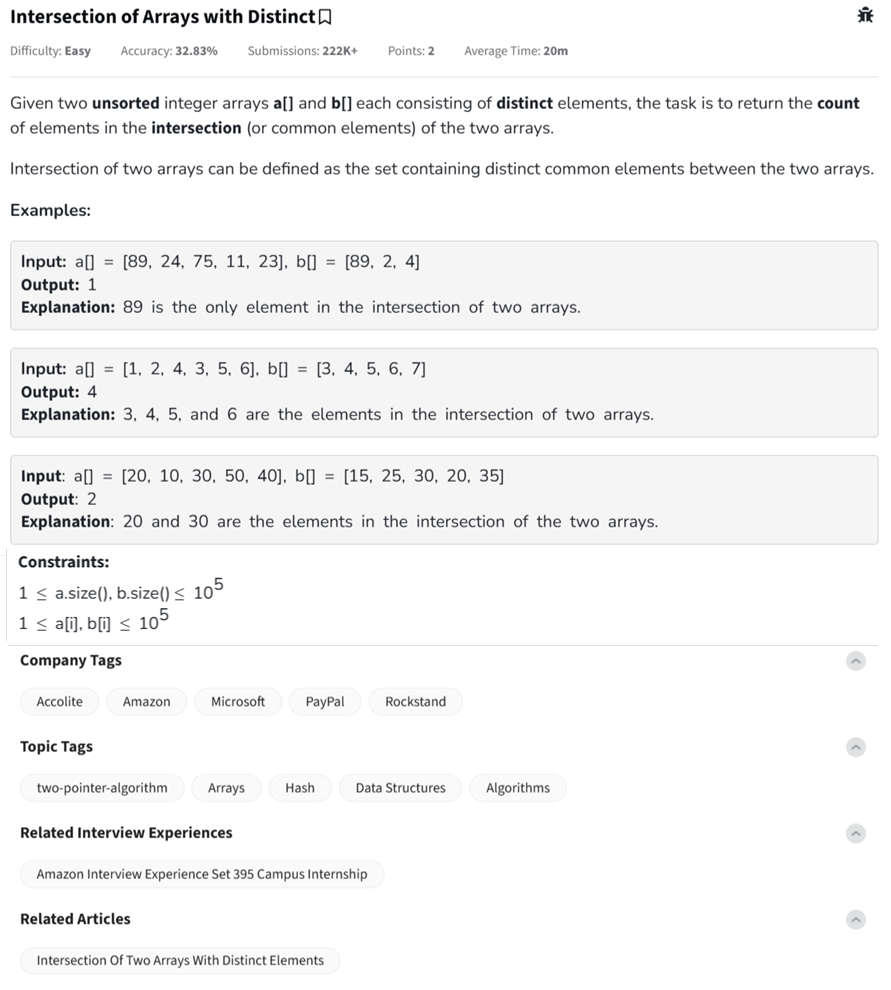 Intersection of Arrays with Distinct
Difficulty: Easy Accuracy: 32.83% Submissions: 222K+ Points: 2 Average Time: 20m
Given two unsorted integer arrays a[] and b[] each consisting of distinct elements, the task is to return the count
of elements in the intersection (or common elements) of the two arrays.
Intersection of two arrays can be defined as the set containing distinct common elements between the two arrays.
Examples:
Input: a[] = [89, 24, 75, 11, 23], b[] = [89, 2, 4]
Output: 1
Explanation: 89 is the only element in the intersection of two arrays.
Input: a[] = [1, 2, 4, 3, 5, 6], b[] = [3, 4, 5, 6, 7]
Output: 4
Explanation: 3, 4, 5, and 6 are the elements in the intersection of two arrays.
Input: a[] = [20, 10, 30, 50, 40], b[] = [15, 25, 30, 20, 35]
Output: 2
Explanation: 20 and 30 are the elements in the intersection of the two arrays.
Constraints:
1 ≤ a.size(), b.size() ≤ 10^5
1 ≤ a[i], b[i] ≤ 10^5
Company Tags
Accolite Amazon Microsoft PayPal Rockstand
Topic Tags
two-pointer-algorithm Arrays Hash Data Structures Algorithms
Related Interview Experiences
Amazon Interview Experience Set 395 Campus Internship
Related Articles
Intersection Of Two Arrays With Distinct Elements